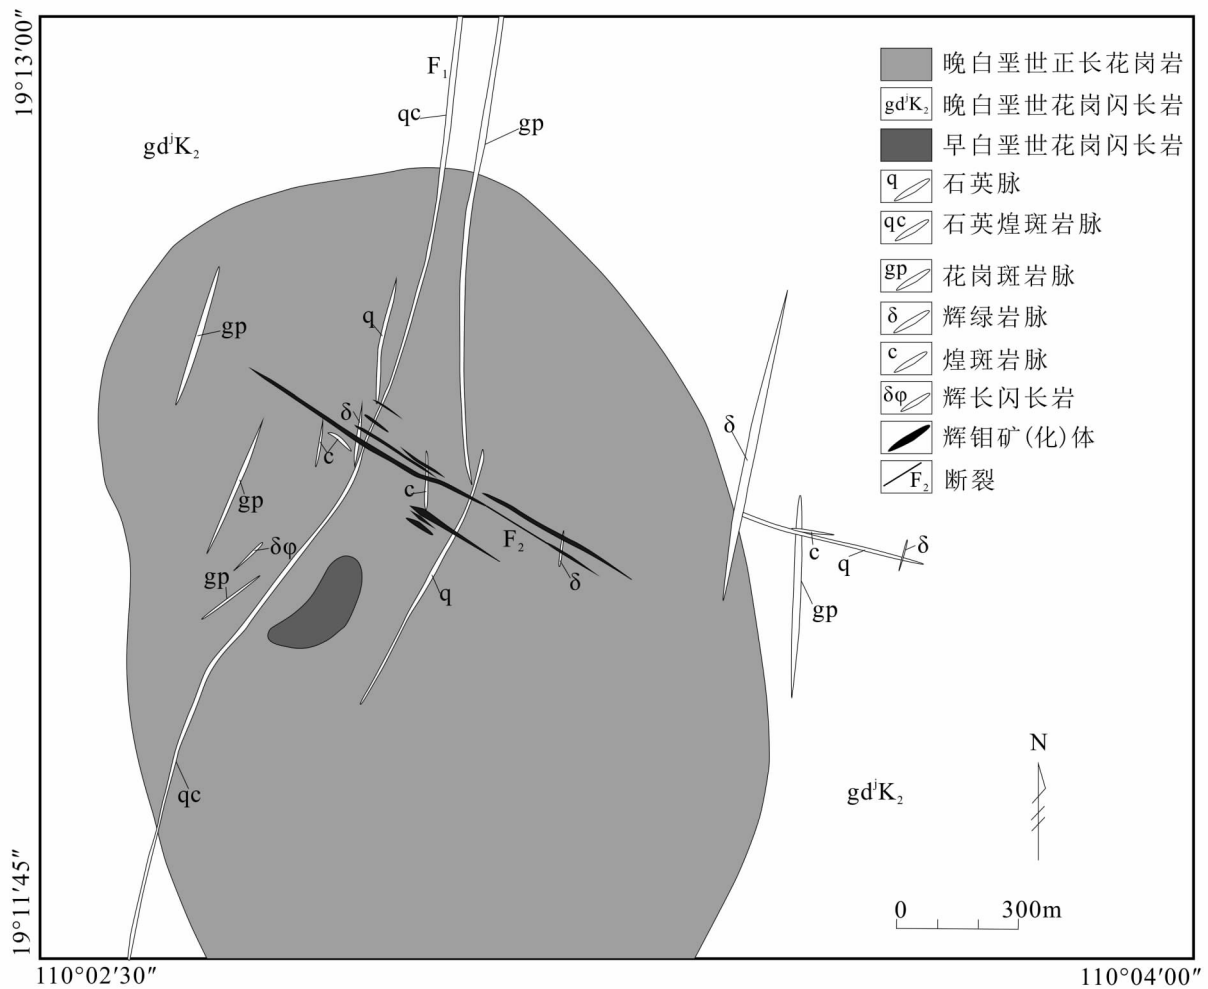 19°13′00″
F₁
qc
gp
gdʲK₂
q
gp
δ
c
c
gp
δφ
gp
F₂
δ
q
δ
c
q
δ
gp
qc
gdʲK₂
N
0 300m
19°11′45″
110°02′30″
110°04′00″
晚白垩世正长花岗岩
gdʲK₂ 晚白垩世花岗闪长岩
早白垩世花岗闪长岩
q 石英脉
qc 石英煌斑岩脉
gp 花岗斑岩脉
δ 辉绿岩脉
c 煌斑岩脉
δφ 辉长闪长岩
辉钼矿(化)体
F₂ 断裂